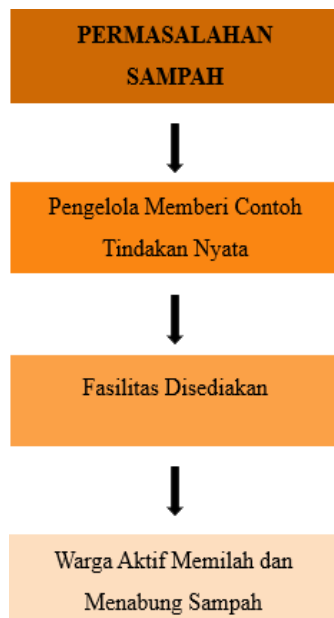 PERMASALAHAN
SAMPAH
Pengelola Memberi Contoh
Tindakan Nyata
Fasilitas Disediakan
Warga Aktif Memilah dan
Menabung Sampah